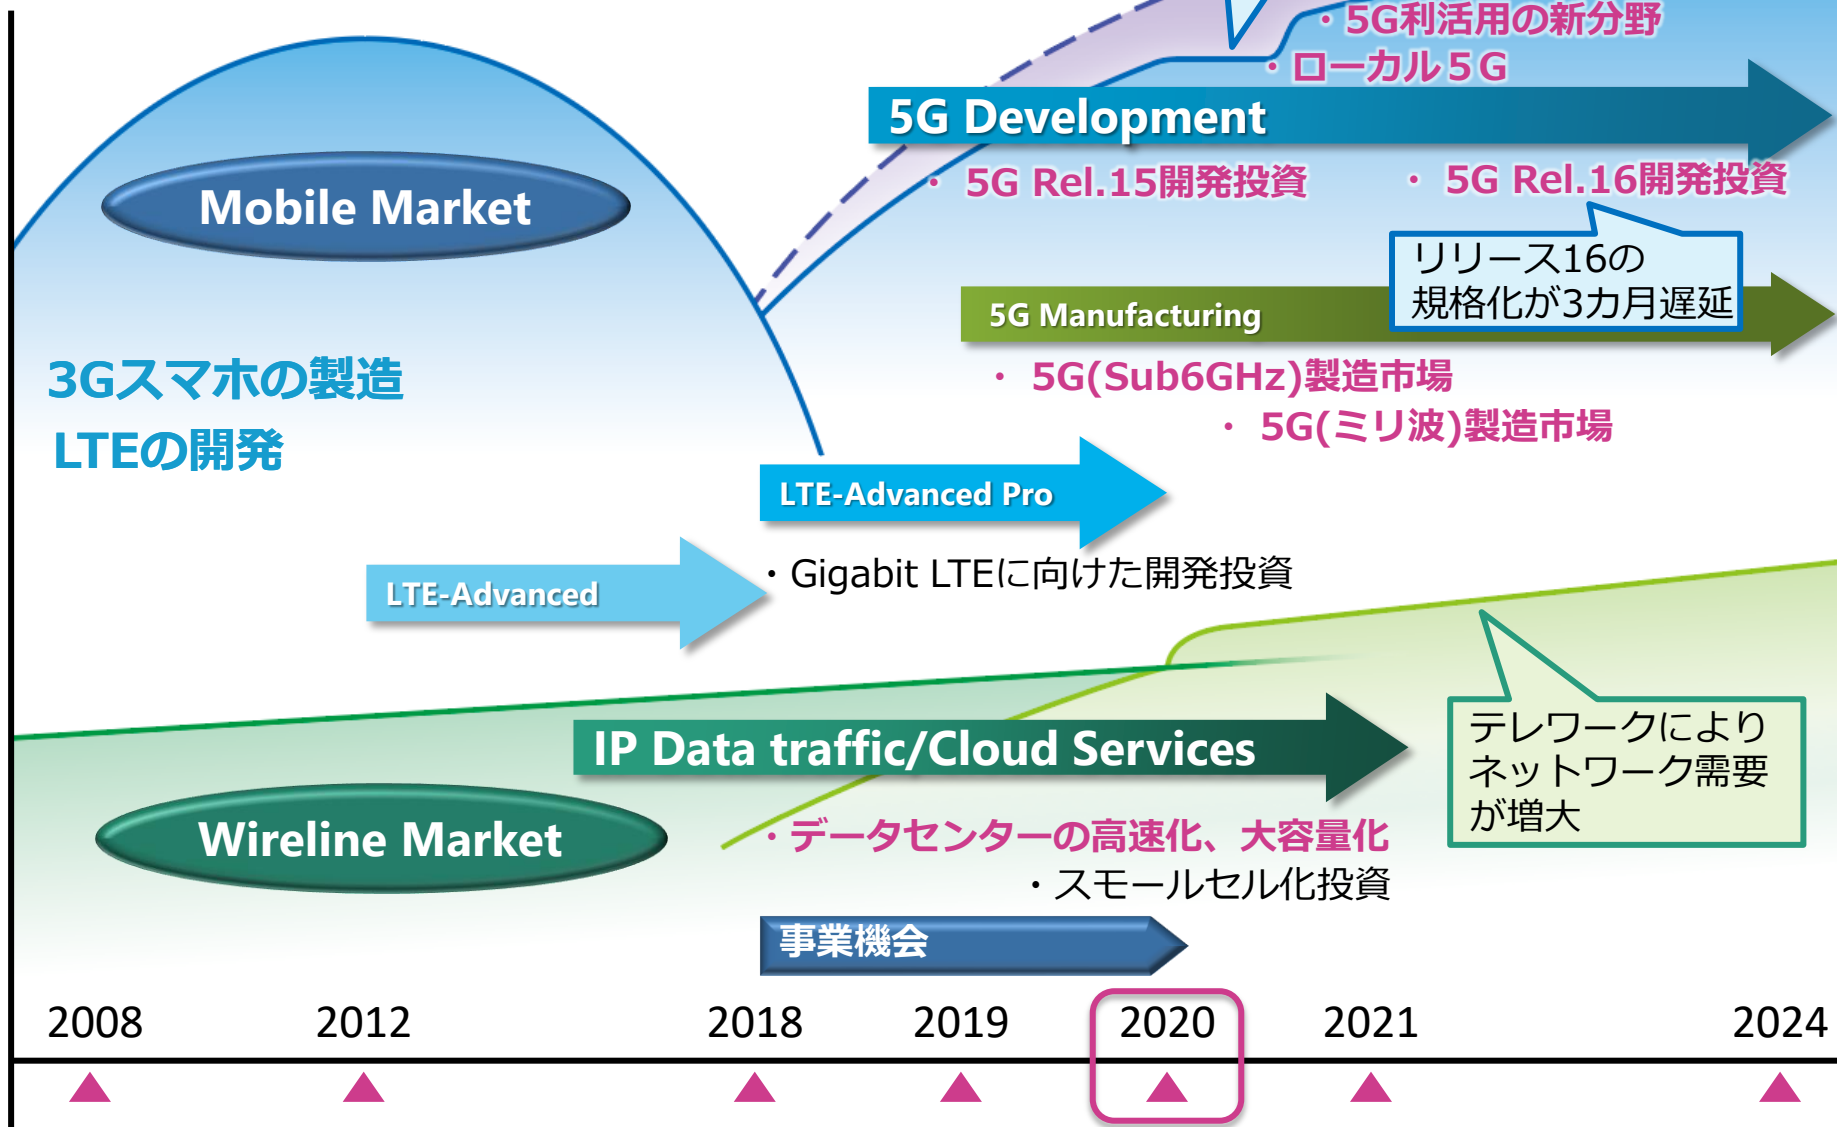 ・5G利活用の新分野
・ローカル５G
5G Development
・ 5G Rel.15開発投資
・ 5G Rel.16開発投資
Mobile Market
リリース16の
規格化が3カ月遅延
5G Manufacturing
・ 5G(Sub6GHz)製造市場
・ 5G(ミリ波)製造市場
3Gスマホの製造
LTEの開発
LTE-Advanced Pro
・Gigabit LTEに向けた開発投資
LTE-Advanced
IP Data traffic/Cloud Services
テレワークにより
ネットワーク需要
が増大
Wireline Market
・データセンターの高速化、大容量化
・スモールセル化投資
事業機会
2008
2012
2018
2019
2020
2021
2024